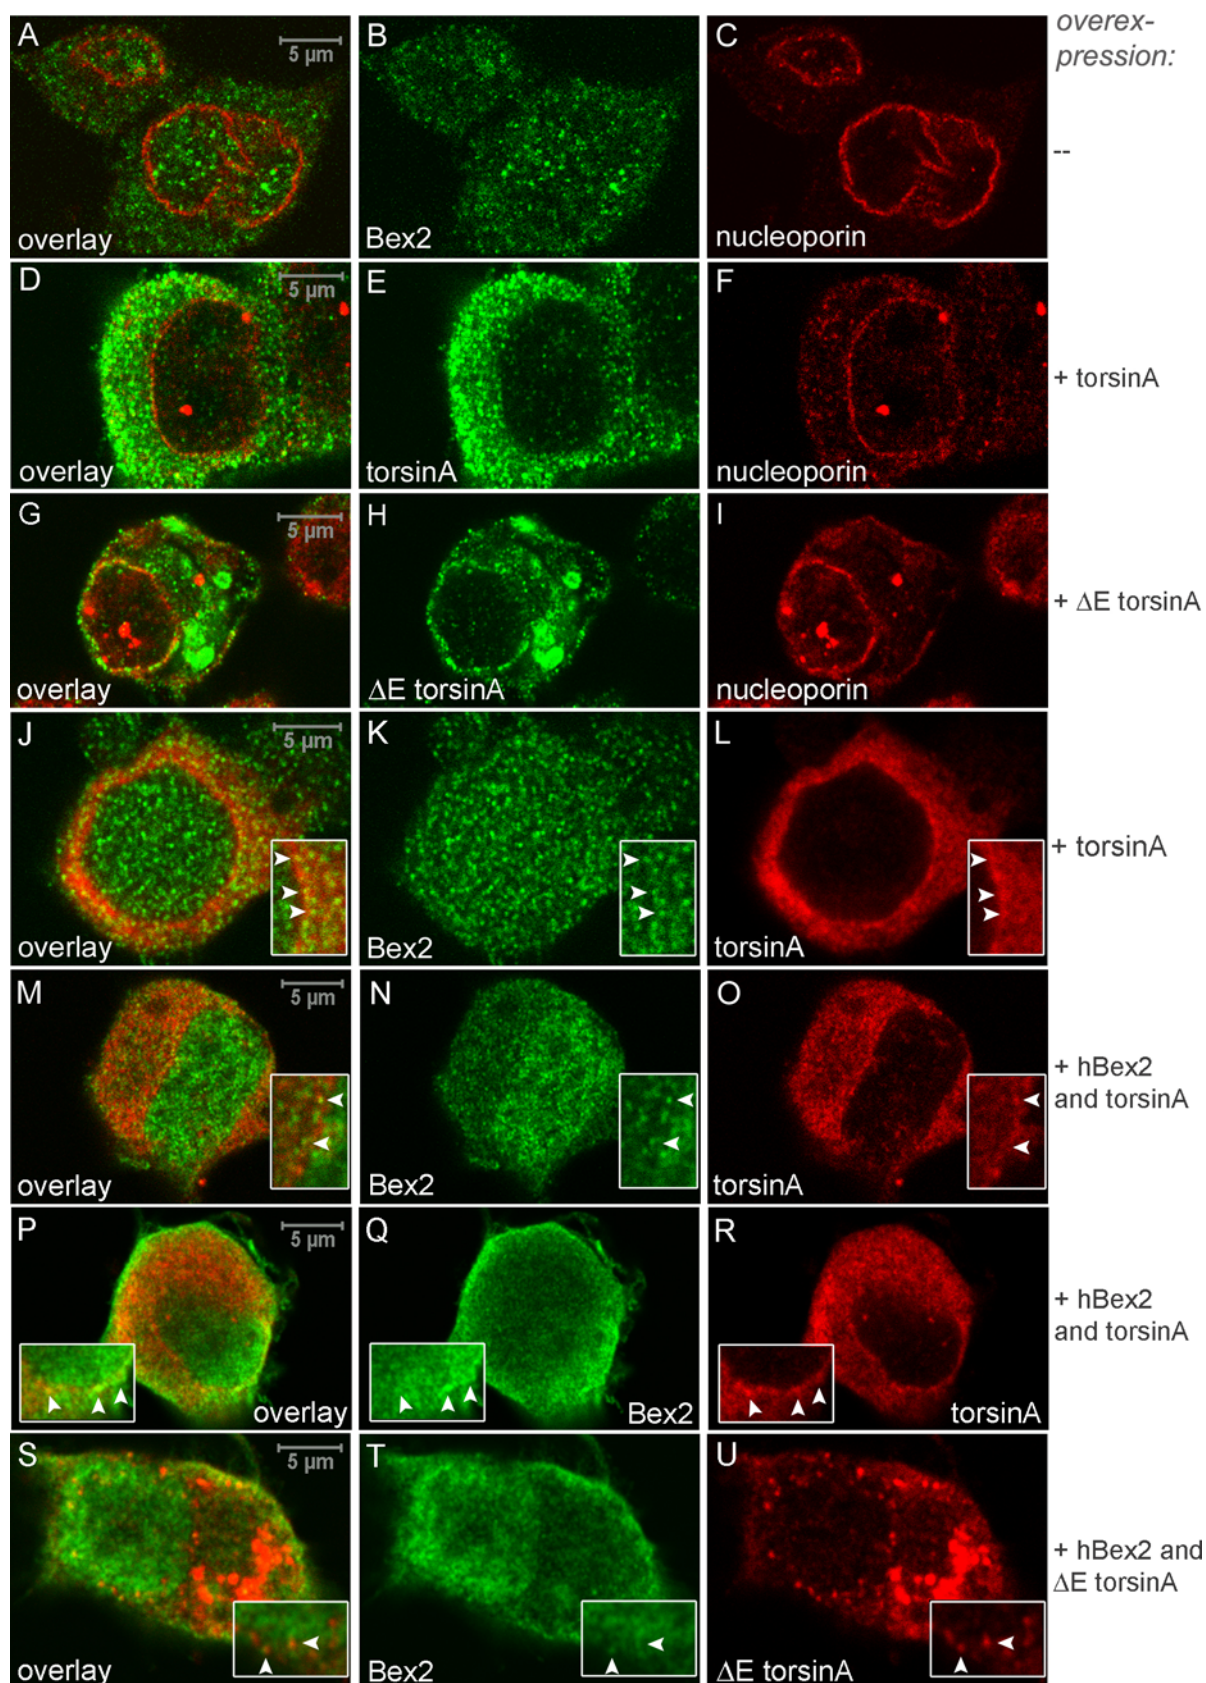 A
5 µm
overlay
B
Bex2
C
nucleoporin
overex-
pression:
--
D
5 µm
overlay
E
torsinA
F
nucleoporin
+ torsinA
G
5 µm
overlay
H
ΔE torsinA
I
nucleoporin
+ ΔE torsinA
J
5 µm
overlay
K
Bex2
L
torsinA
+ torsinA
M
5 µm
overlay
N
Bex2
O
torsinA
+ hBex2
and torsinA
P
5 µm
overlay
Q
Bex2
R
torsinA
+ hBex2
and torsinA
S
5 µm
overlay
T
Bex2
U
ΔE torsinA
+ hBex2 and
ΔE torsinA